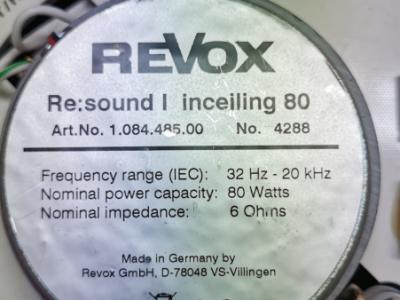 REVOX
Re:sound I inceiling 80
Art.No. 1.084.485.00 No. 4288
Frequency range (IEC): 32 Hz - 20 kHz
Nominal power capacity: 80 Watts
Nominal impedance: 6 Ohms
Made in Germany by
Revox GmbH, D-78048 VS-Villingen